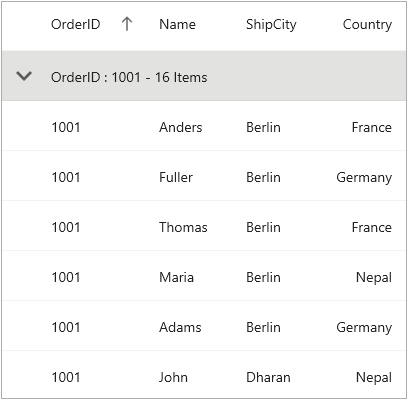 OrderID Name ShipCity Country
OrderID : 1001 - 16 Items
1001 Anders Berlin France
1001 Fuller Berlin Germany
1001 Thomas Berlin France
1001 Maria Berlin Nepal
1001 Adams Berlin Germany
1001 John Dharan Nepal